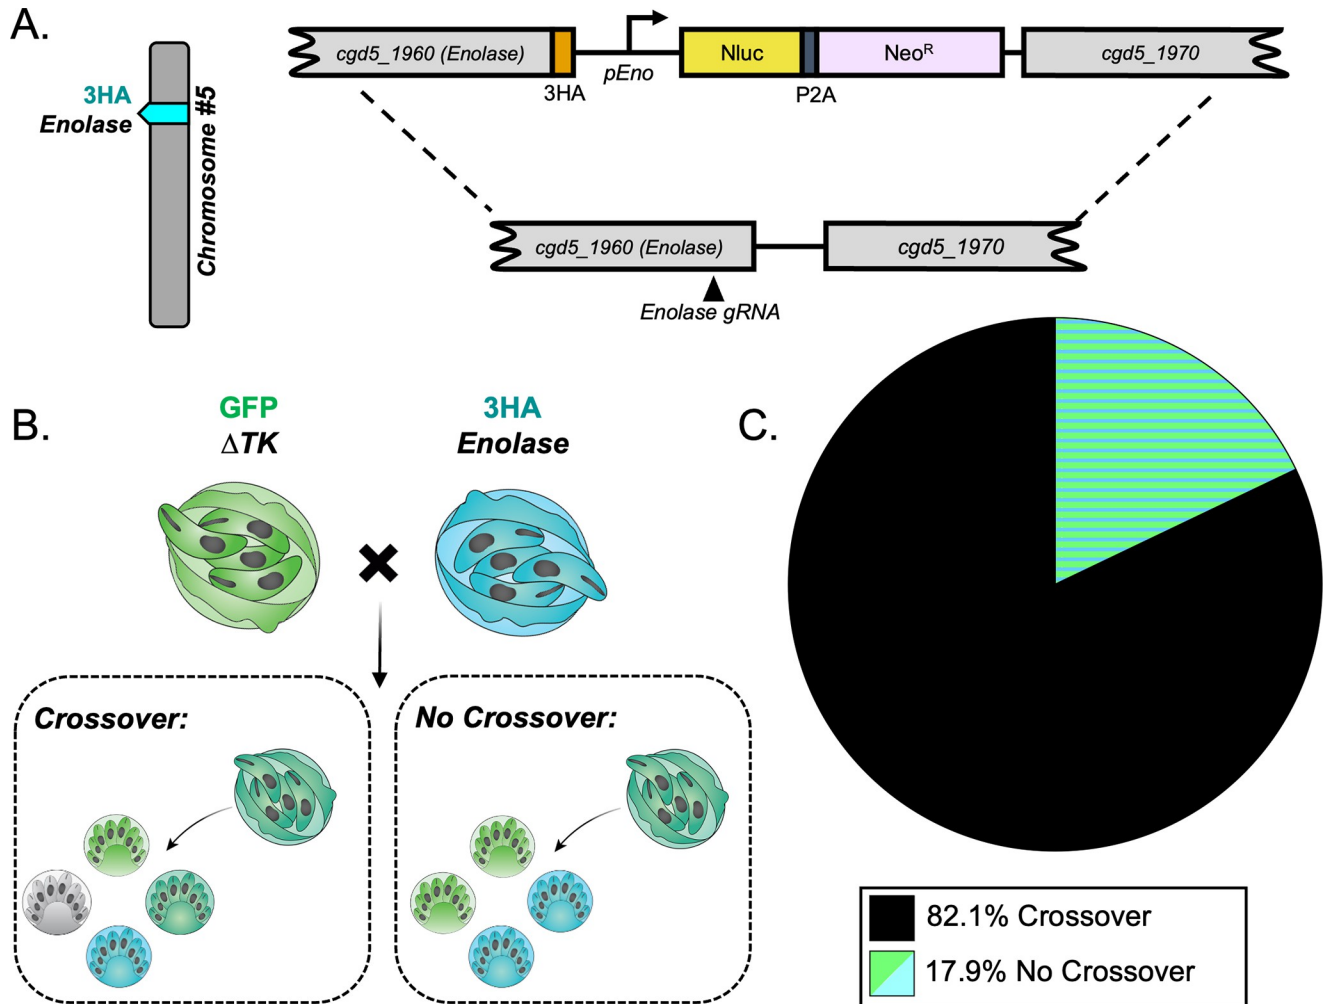 A.
3HA
Enolase
Chromosome #5
cgd5_1960 (Enolase)
3HA
pEno
Nluc
P2A
Neoᴿ
cgd5_1970
cgd5_1960 (Enolase)
cgd5_1970
Enolase gRNA
B.
GFP
ΔTK
3HA
Enolase
Crossover:
No Crossover:
C.
82.1% Crossover
17.9% No Crossover